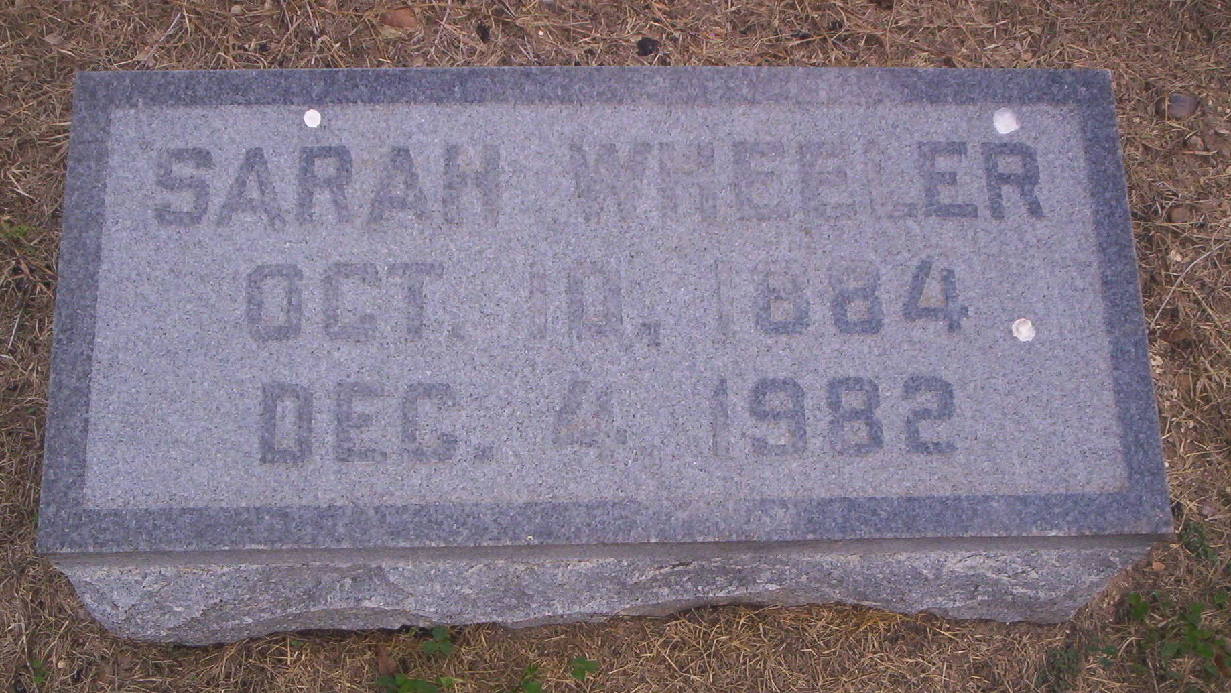 SARAH WHEELER
OCT. 10, 1884
DEC. 4, 1982